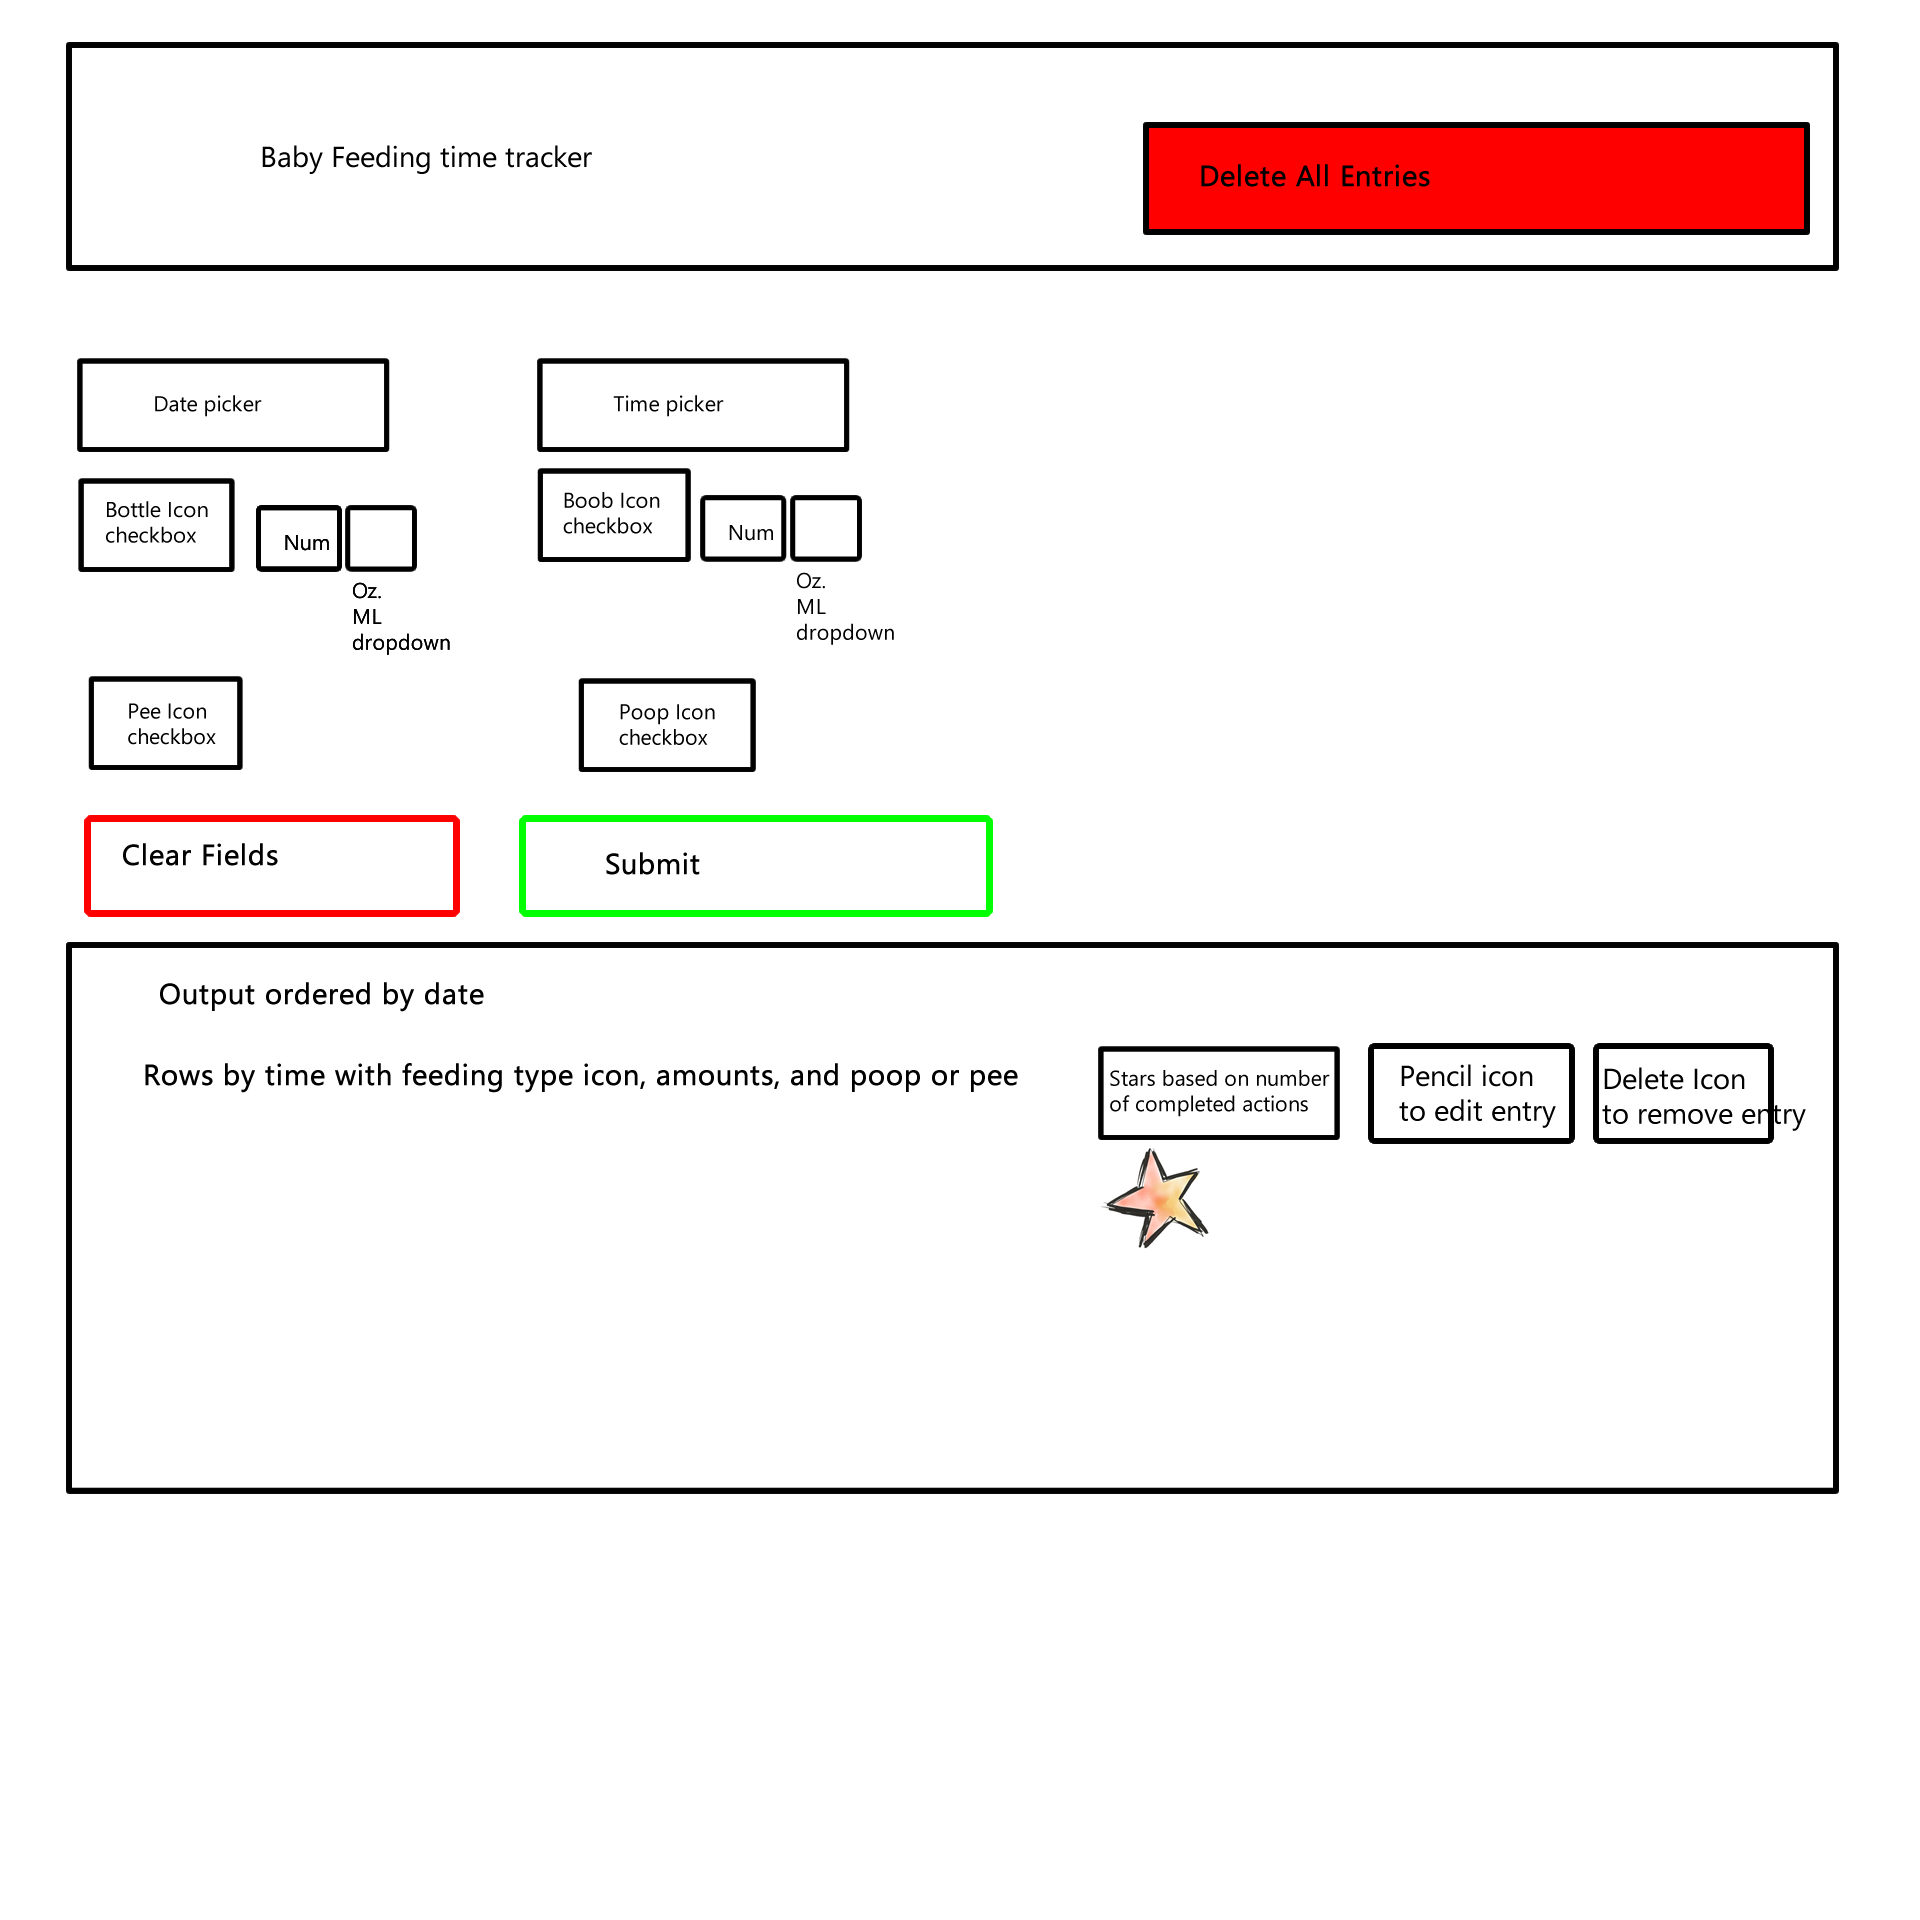 Baby Feeding time tracker
Delete All Entries
Date picker
Time picker
Bottle Icon
checkbox
Num
Oz.
ML
dropdown
Boob Icon
checkbox
Num
Oz.
ML
dropdown
Pee Icon
checkbox
Poop Icon
checkbox
Clear Fields
Submit
Output ordered by date
Rows by time with feeding type icon, amounts, and poop or pee
Stars based on number
of completed actions
Pencil icon
to edit entry
Delete Icon
to remove entry